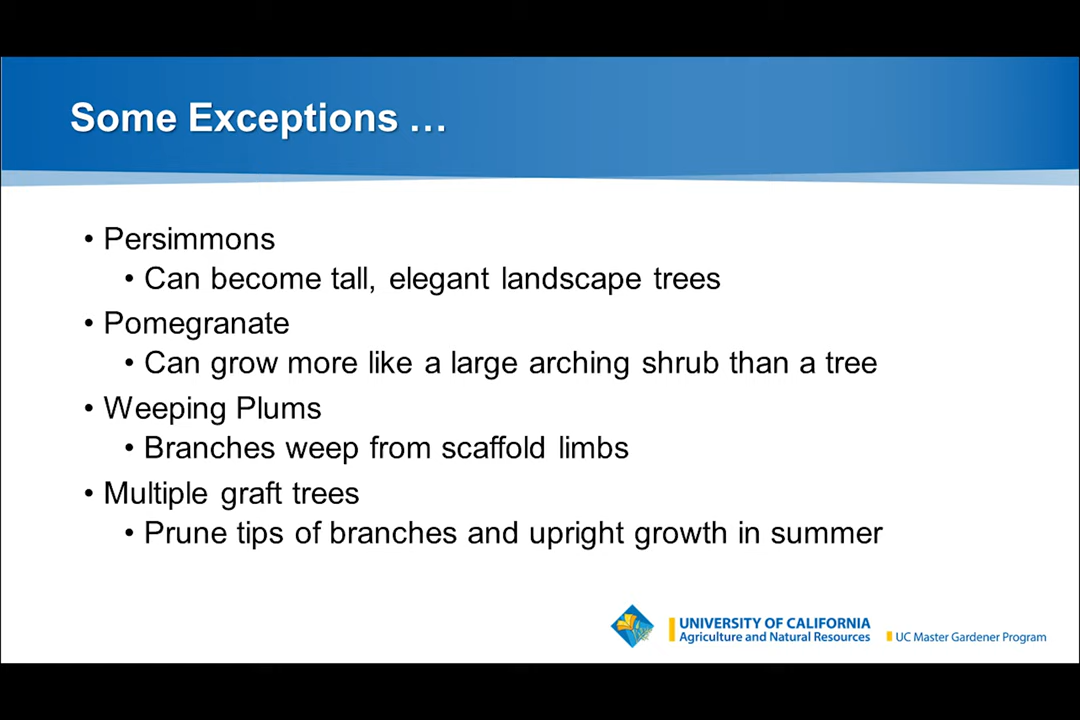 Some Exceptions …
• Persimmons
• Can become tall, elegant landscape trees
• Pomegranate
• Can grow more like a large arching shrub than a tree
• Weeping Plums
• Branches weep from scaffold limbs
• Multiple graft trees
• Prune tips of branches and upright growth in summer
UNIVERSITY OF CALIFORNIA
Agriculture and Natural Resources
UC Master Gardener Program